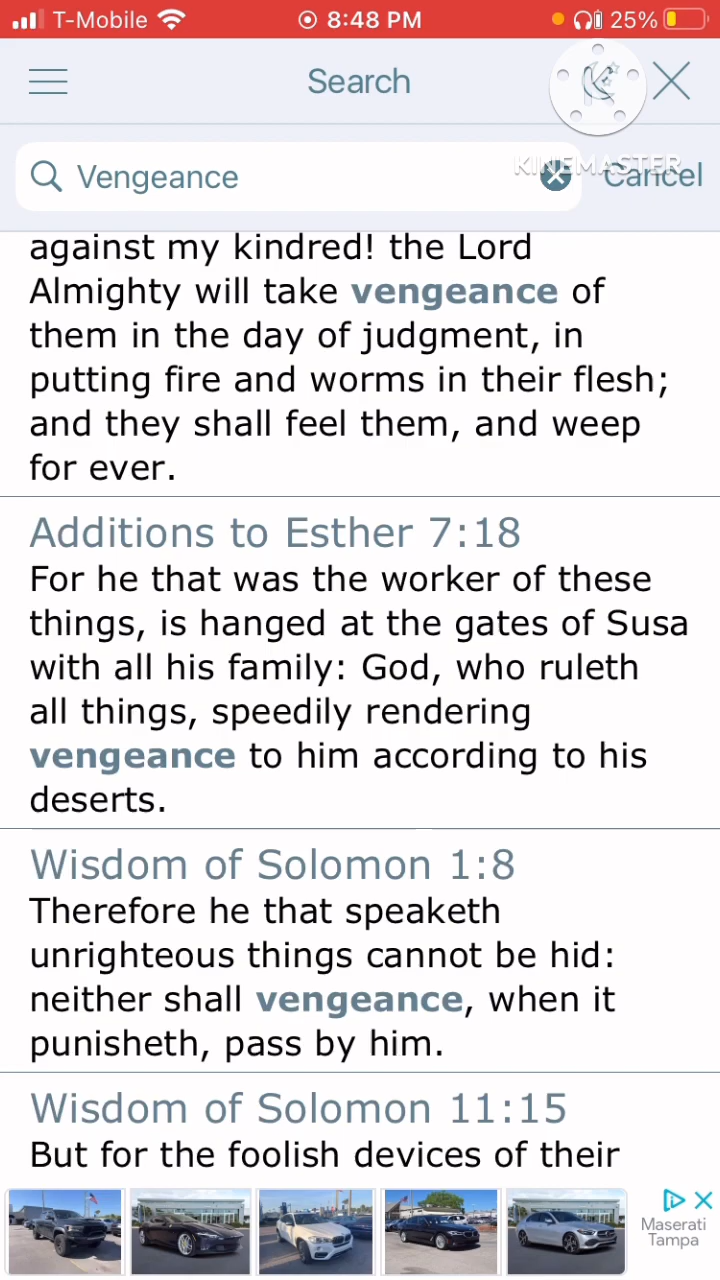 T-Mobile 8:48 PM 25%
Search
KINEMASTER
Vengeance Cancel
against my kindred! the Lord
Almighty will take vengeance of
them in the day of judgment, in
putting fire and worms in their flesh;
and they shall feel them, and weep
for ever.
Additions to Esther 7:18
For he that was the worker of these
things, is hanged at the gates of Susa
with all his family: God, who ruleth
all things, speedily rendering
vengeance to him according to his
deserts.
Wisdom of Solomon 1:8
Therefore he that speaketh
unrighteous things cannot be hid:
neither shall vengeance, when it
punisheth, pass by him.
Wisdom of Solomon 11:15
But for the foolish devices of their
Maserati
Tampa